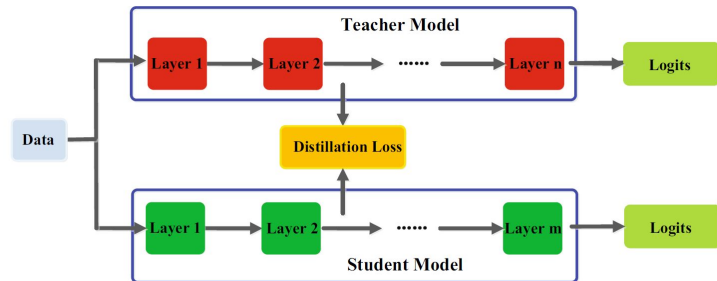 Teacher Model
Layer 1
Layer 2
......
Layer n
Logits
Data
Distillation Loss
Layer 1
Layer 2
......
Layer m
Logits
Student Model